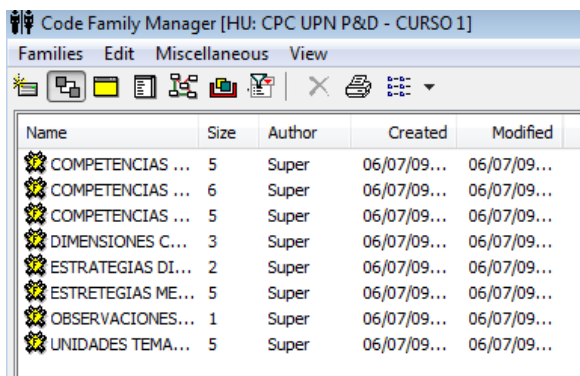 Code Family Manager [HU: CPC UPN P&D - CURSO 1]
Families Edit Miscellaneous View
Name Size Author Created Modified
COMPETENCIAS ... 5 Super 06/07/09... 06/07/09...
COMPETENCIAS ... 6 Super 06/07/09... 06/07/09...
COMPETENCIAS ... 5 Super 06/07/09... 06/07/09...
DIMENSIONES C... 3 Super 06/07/09... 06/07/09...
ESTRATEGIAS DI... 2 Super 06/07/09... 06/07/09...
ESTRETEGIAS ME... 5 Super 06/07/09... 06/07/09...
OBSERVACIONES... 1 Super 06/07/09... 06/07/09...
UNIDADES TEMA... 5 Super 06/07/09... 06/07/09...